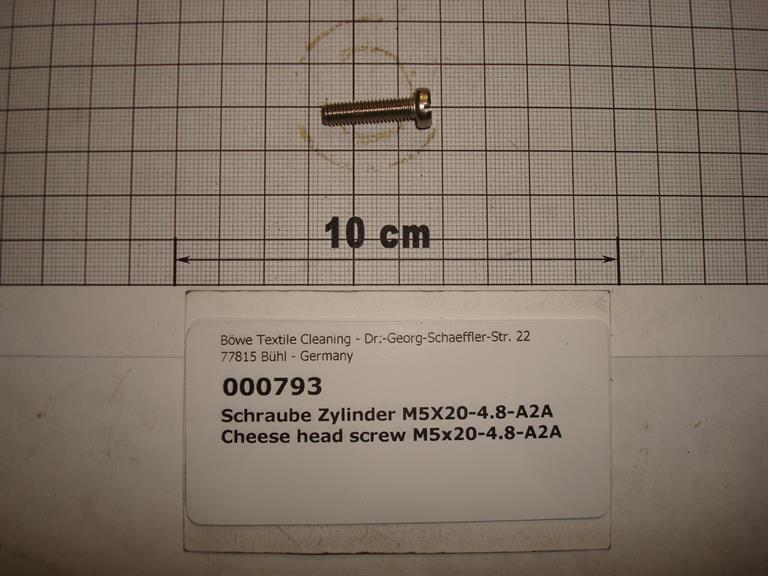 10 cm
Böwe Textile Cleaning - Dr.-Georg-Schaeffler-Str. 22
77815 Bühl - Germany
000793
Schraube Zylinder M5X20-4.8-A2A
Cheese head screw M5x20-4.8-A2A